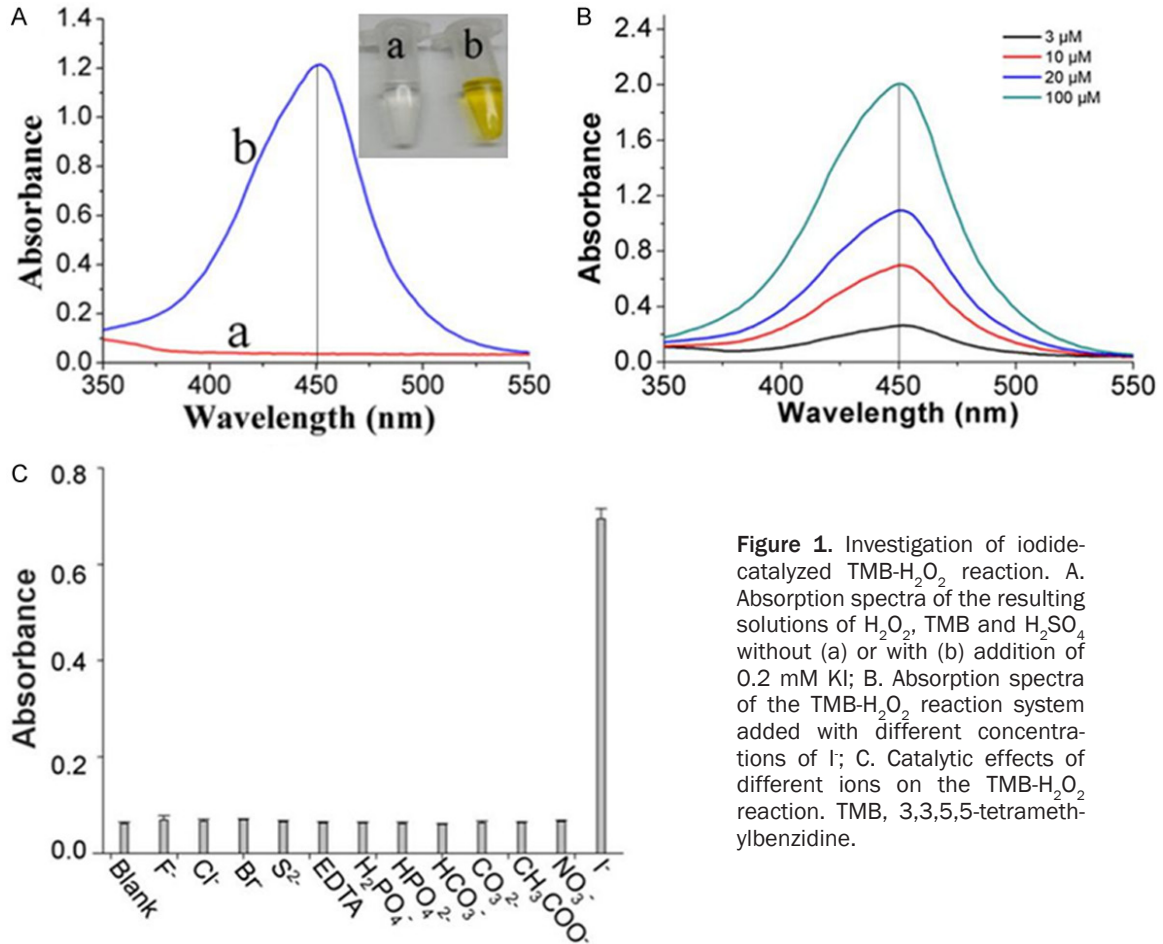 A
1.4
1.2
1.0
0.8
0.6
0.4
0.2
0.0
350
400
450
500
550
Absorbance
Wavelength (nm)
a
b
b
a
B
2.4
2.0
1.6
1.2
0.8
0.4
0.0
350
400
450
500
550
Absorbance
Wavelength (nm)
3 µM
10 µM
20 µM
100 µM
C
0.8
0.6
0.4
0.2
0.0
Absorbance
Blank
F⁻
Cl⁻
Br⁻
S²⁻
EDTA
H₂PO₄⁻
HPO₄²⁻
HCO₃⁻
CO₃²⁻
CH₃COO⁻
NO₃⁻
I⁻
Figure 1. Investigation of iodide-
catalyzed TMB-H₂O₂ reaction. A.
Absorption spectra of the resulting
solutions of H₂O₂, TMB and H₂SO₄
without (a) or with (b) addition of
0.2 mM KI; B. Absorption spectra
of the TMB-H₂O₂ reaction system
added with different concentra-
tions of I⁻; C. Catalytic effects of
different ions on the TMB-H₂O₂
reaction. TMB, 3,3,5,5-tetrameth-
ylbenzidine.